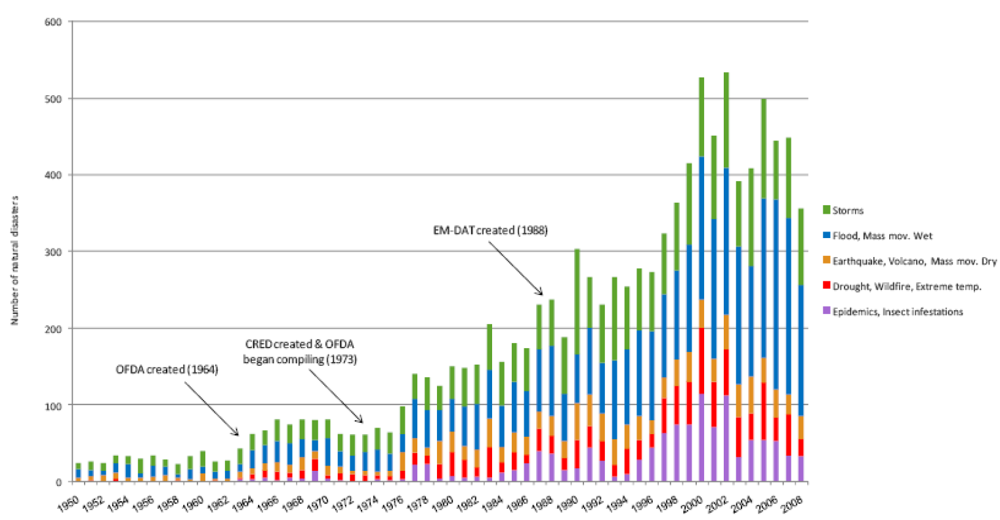 600
500
400
300
200
100
0
Number of natural disasters
OFDA created (1964)
CRED created & OFDA
began compiling (1973)
EM-DAT created (1988)
1950 1952 1954 1956 1958 1960 1962 1964 1966 1968 1970 1972 1974 1976 1978 1980 1982 1984 1986 1988 1990 1992 1994 1996 1998 2000 2002 2004 2006 2008
Storms
Flood, Mass mov. Wet
Earthquake, Volcano, Mass mov. Dry
Drought, Wildfire, Extreme temp.
Epidemics, Insect infestations